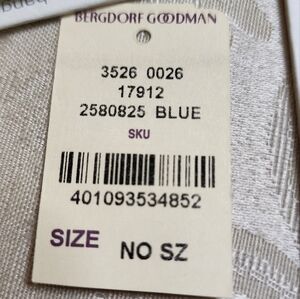 BERGDORF GOODMAN
3526 0026
17912
2580825 BLUE
SKU
401093534852
SIZE NO SZ